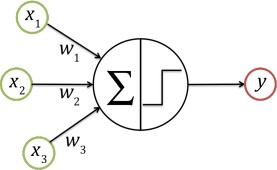 x₁
w₁
x₂
w₂
Σ
y
x₃
w₃